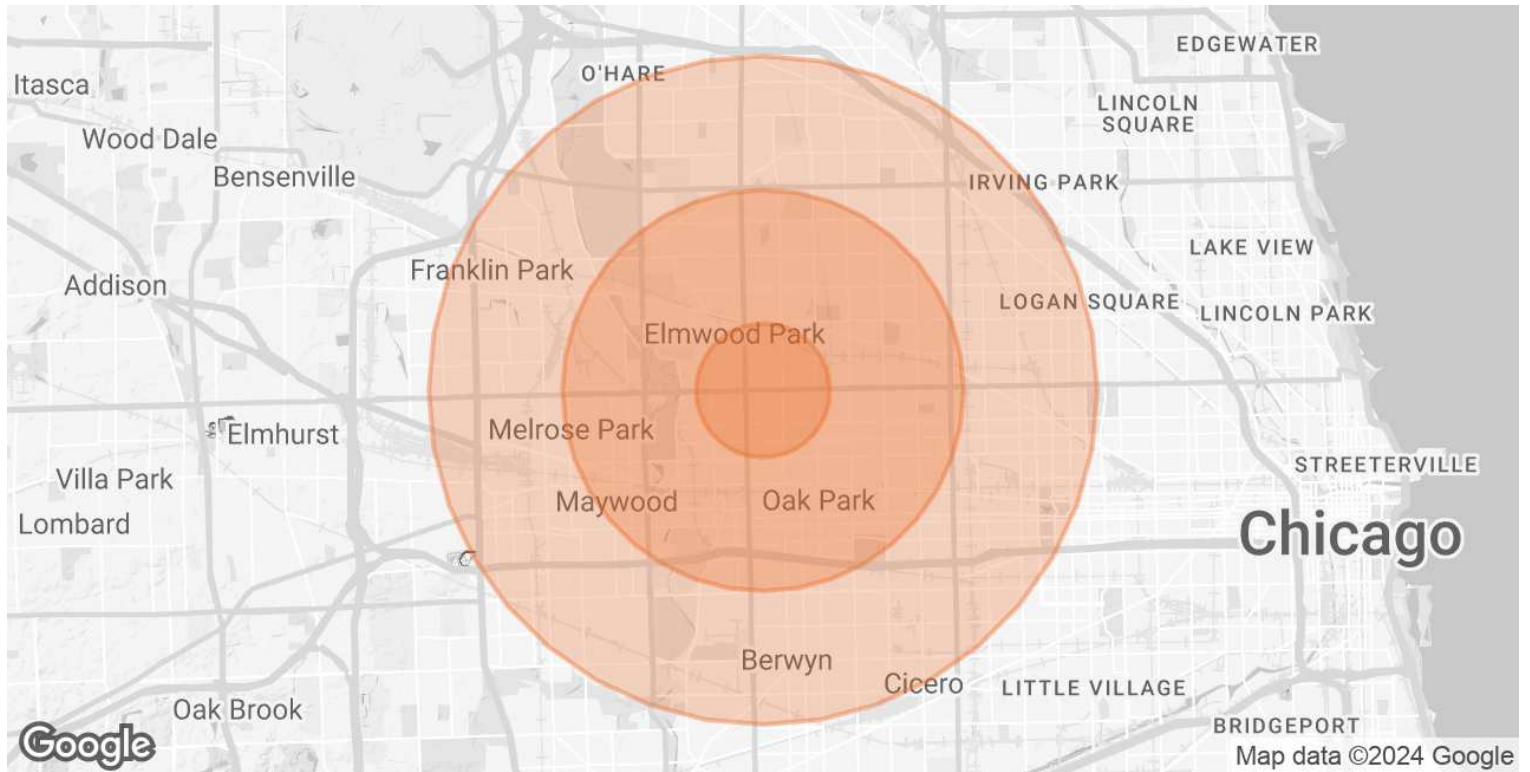 EDGEWATER
O'HARE
Itasca
LINCOLN
SQUARE
Wood Dale
Bensenville
IRVING PARK
LAKE VIEW
Franklin Park
Addison
LOGAN SQUARE
LINCOLN PARK
Elmwood Park
Melrose Park
Elmhurst
STREETERVILLE
Villa Park
Maywood
Oak Park
Lombard
Chicago
Berwyn
Cicero
LITTLE VILLAGE
Oak Brook
BRIDGEPORT
Google
Map data ©2024 Google